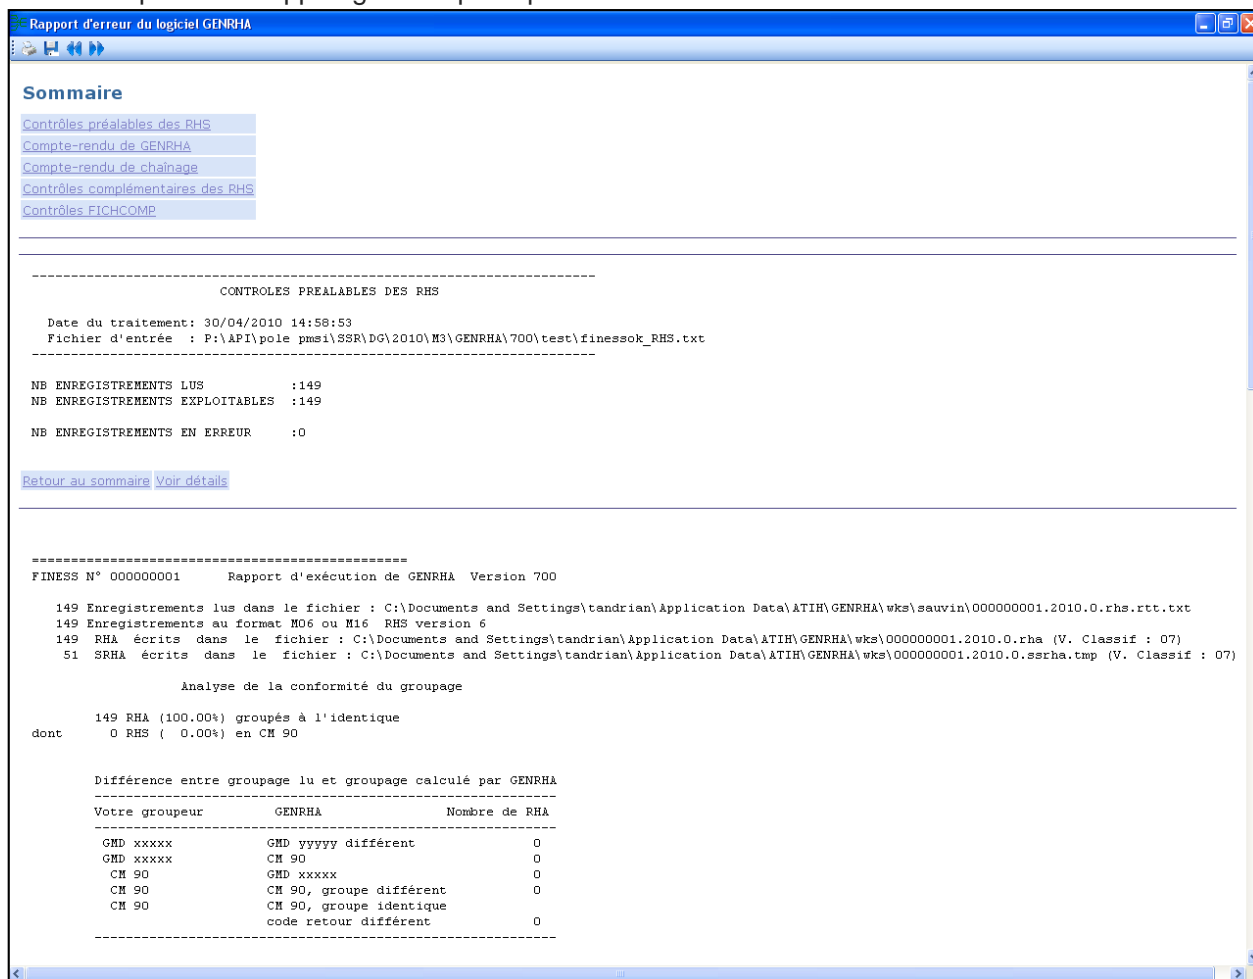 Rapport d'erreur du logiciel GENRHA
Sommaire
Contrôles préalables des RHS
Compte-rendu de GENRHA
Compte-rendu de chaînage
Contrôles complémentaires des RHS
Contrôles FICHCOMP
------------------------------------------------------------------------
CONTROLES PREALABLES DES RHS
Date du traitement: 30/04/2010 14:58:53
Fichier d'entrée : P:\API\pole pmsi\SSR\DG\2010\M3\GENRHA\700\test\finessok_RHS.txt
------------------------------------------------------------------------
NB ENREGISTREMENTS LUS :149
NB ENREGISTREMENTS EXPLOITABLES :149
NB ENREGISTREMENTS EN ERREUR :0
Retour au sommaire Voir détails
================================================
FINESS N° 000000001 Rapport d'exécution de GENRHA Version 700
149 Enregistrements lus dans le fichier : C:\Documents and Settings\tandrian\Application Data\ATIH\GENRHA\wks\sauvin\000000001.2010.0.rhs.rtt.txt
149 Enregistrements au format M06 ou M16 RHS version 6
149 RHA écrits dans le fichier : C:\Documents and Settings\tandrian\Application Data\ATIH\GENRHA\wks\000000001.2010.0.rha (V. Classif : 07)
51 SRHA écrits dans le fichier : C:\Documents and Settings\tandrian\Application Data\ATIH\GENRHA\wks\000000001.2010.0.ssrha.tmp (V. Classif : 07)
Analyse de la conformité du groupage
149 RHA (100.00%) groupés à l'identique
dont 0 RHS ( 0.00%) en CM 90
Différence entre groupage lu et groupage calculé par GENRHA
-----------------------------------------------------------
Votre groupeur GENRHA Nombre de RHA
-----------------------------------------------------------
GMD xxxxx GMD yyyyy différent 0
GMD xxxxx CM 90 0
CM 90 GMD xxxxx 0
CM 90 CM 90, groupe différent 0
CM 90 CM 90, groupe identique
code retour différent 0
-----------------------------------------------------------